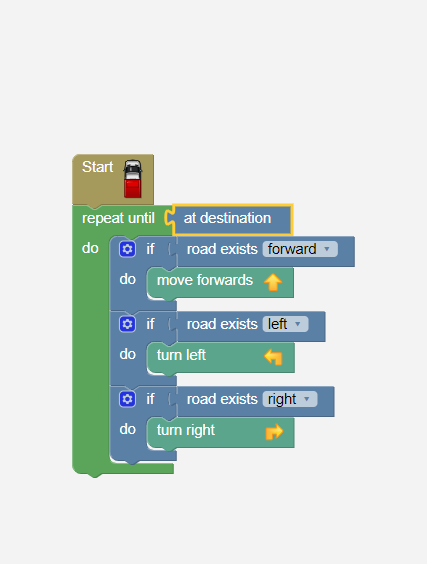 Start
repeat until at destination
do if road exists forward
do move forwards
if road exists left
do turn left
if road exists right
do turn right